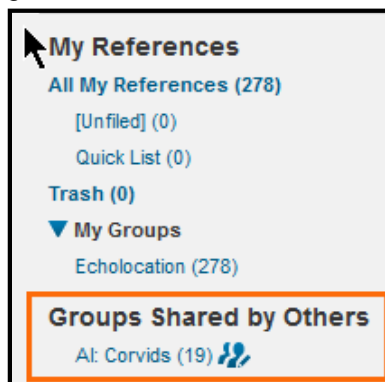 My References
All My References (278)
[Unfiled] (0)
Quick List (0)
Trash (0)
My Groups
Echolocation (278)
Groups Shared by Others
Al: Corvids (19)